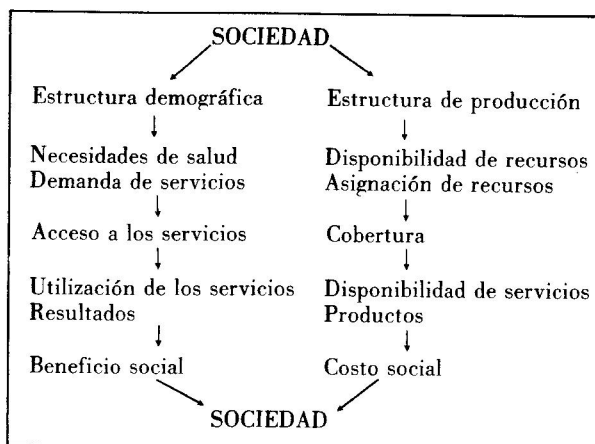 SOCIEDAD
Estructura demográfica
Estructura de producción
Necesidades de salud
Demanda de servicios
Disponibilidad de recursos
Asignación de recursos
Acceso a los servicios
Cobertura
Utilización de los servicios
Resultados
Disponibilidad de servicios
Productos
Beneficio social
Costo social
SOCIEDAD